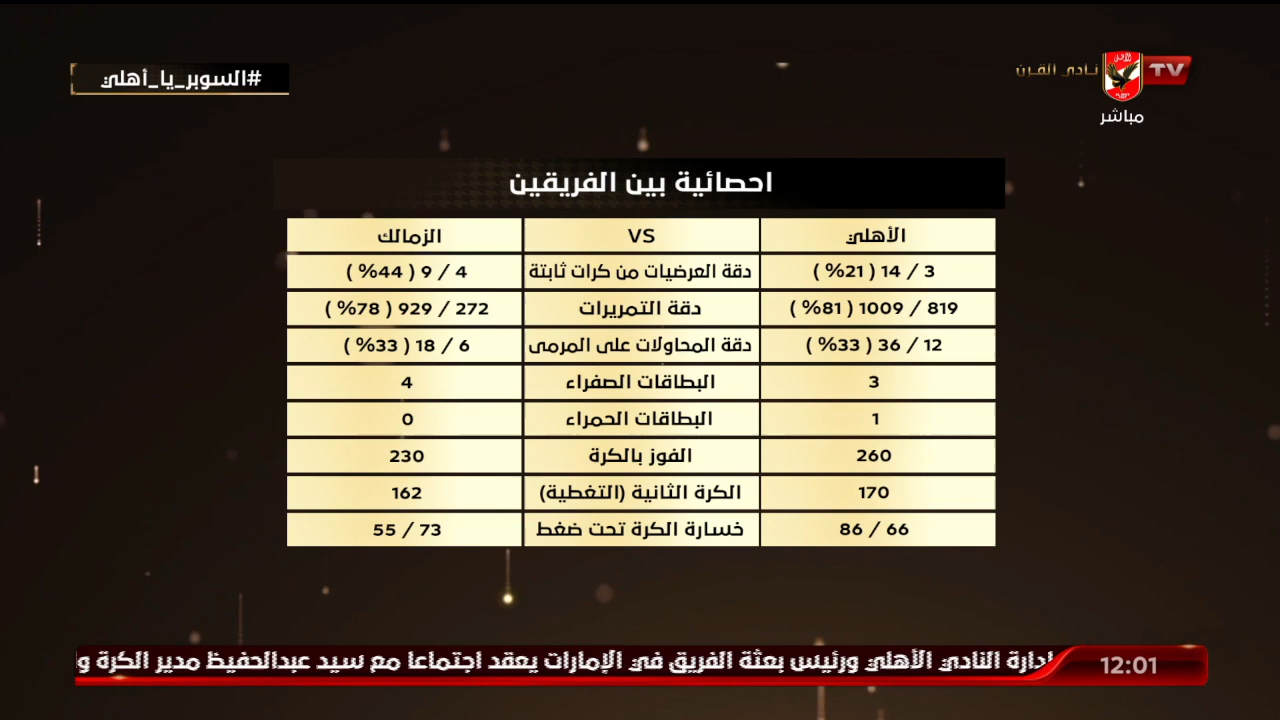 #السوبر_يا_أهلي
نادي القرن
TV
مباشر
احصائية بين الفريقين
الأهلي VS الزمالك
3 / 14 ( 21% ) دقة العرضيات من كرات ثابتة 4 / 9 ( 44% )
819 / 1009 ( 81% ) دقة التمريرات 272 / 929 ( 78% )
12 / 36 ( 33% ) دقة المحاولات على المرمى 6 / 18 ( 33% )
3 البطاقات الصفراء 4
1 البطاقات الحمراء 0
260 الفوز بالكرة 230
170 الكرة الثانية (التغطية) 162
66 / 86 خسارة الكرة تحت ضغط 73 / 55
12:01 إدارة النادي الأهلي ورئيس بعثة الفريق في الإمارات يعقد اجتماعا مع سيد عبدالحفيظ مدير الكرة و